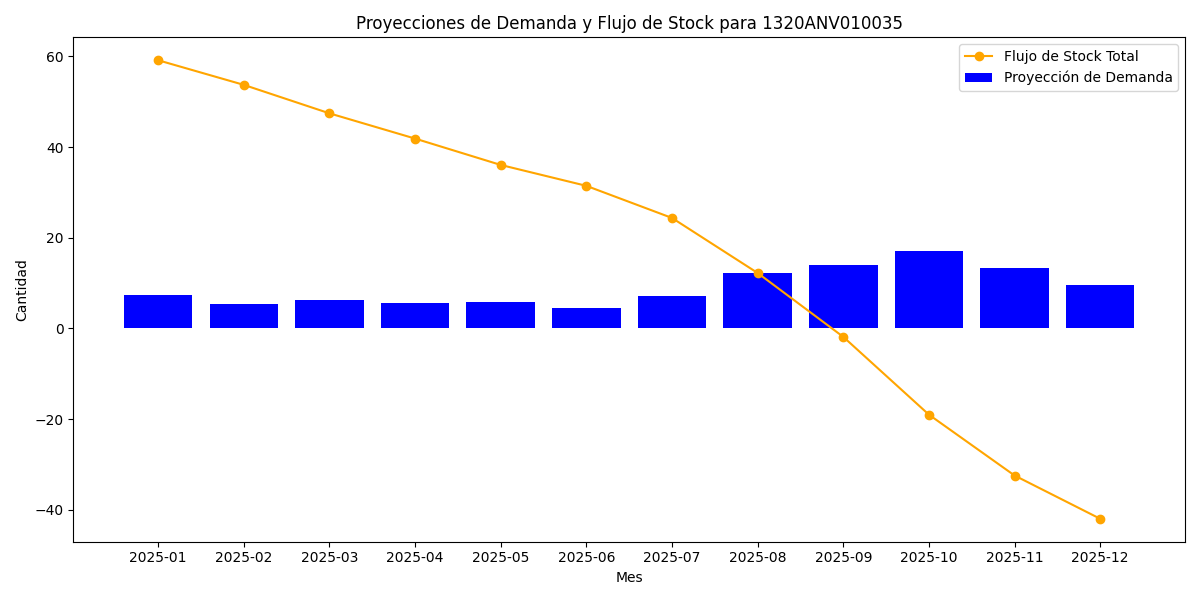 Proyecciones de Demanda y Flujo de Stock para 1320ANV010035
Flujo de Stock Total
Proyección de Demanda
Cantidad
60
40
20
0
−20
−40
2025-01 2025-02 2025-03 2025-04 2025-05 2025-06 2025-07 2025-08 2025-09 2025-10 2025-11 2025-12
Mes